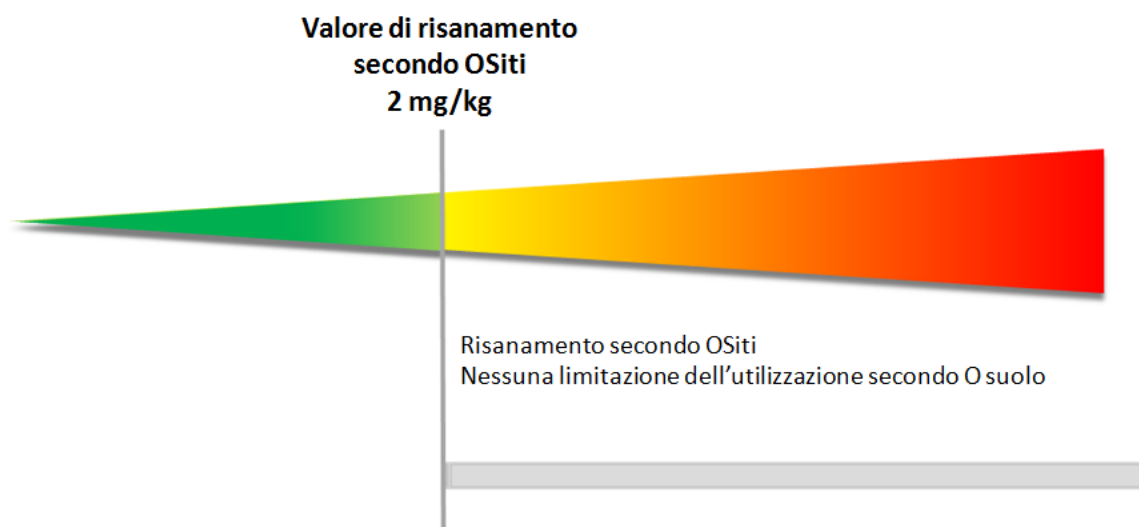 Valore di risanamento
secondo OSiti
2 mg/kg
Risanamento secondo OSiti
Nessuna limitazione dell’utilizzazione secondo O suolo